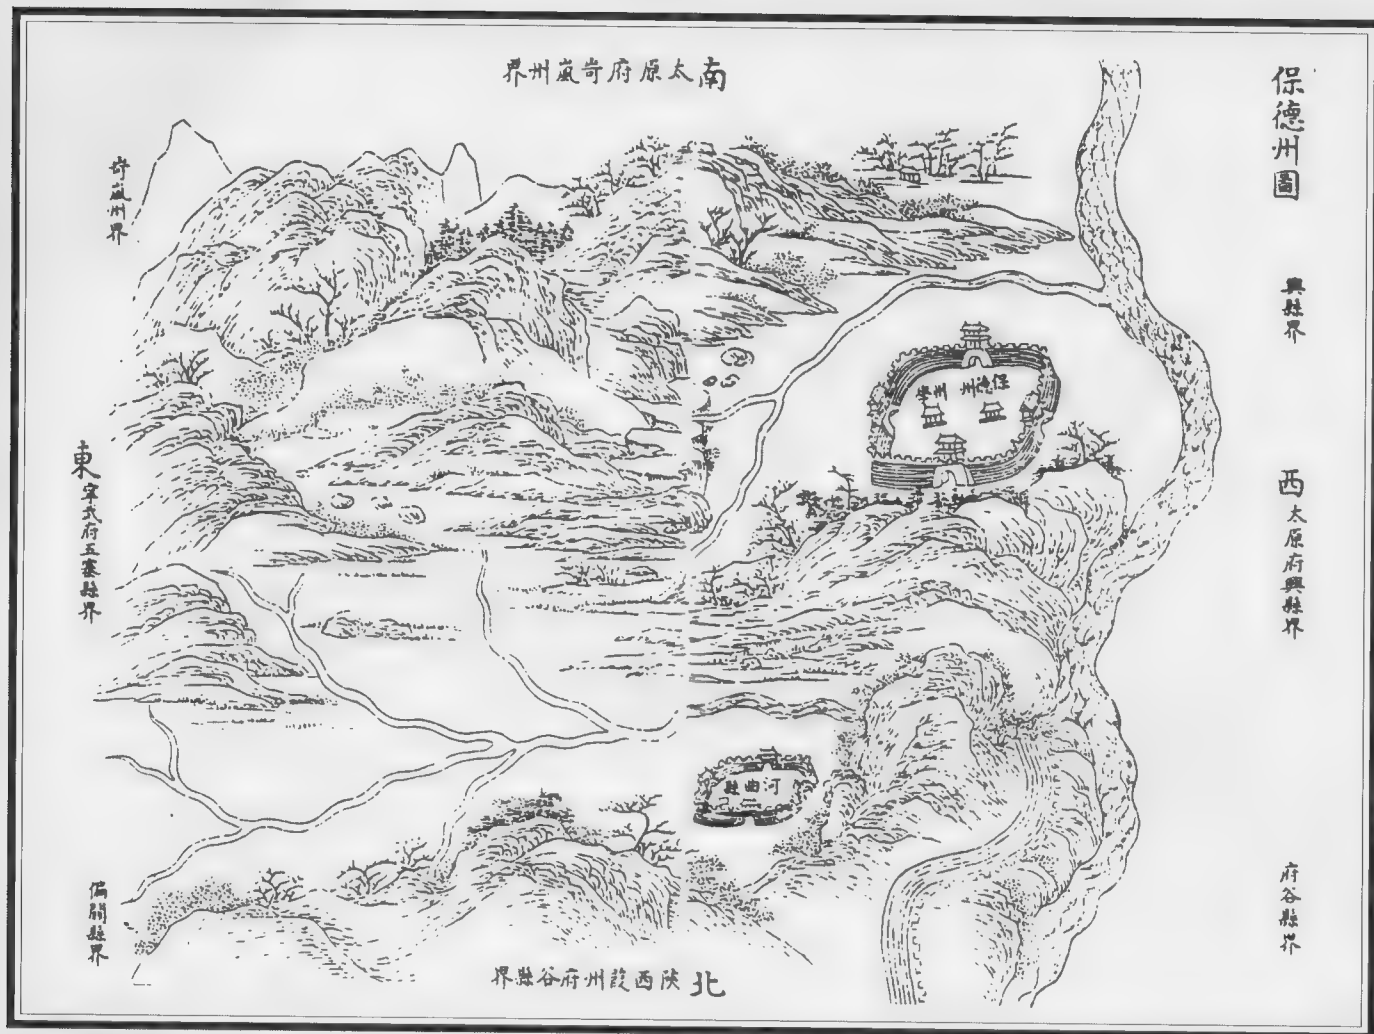 保德州圖
興縣界
西太原府興縣界
府谷縣界
南太原府岢嵐州界
保德州
州學
河曲縣
北陝西葭州府谷縣界
岢嵐州界
東寧武府五寨縣界
偏關縣界